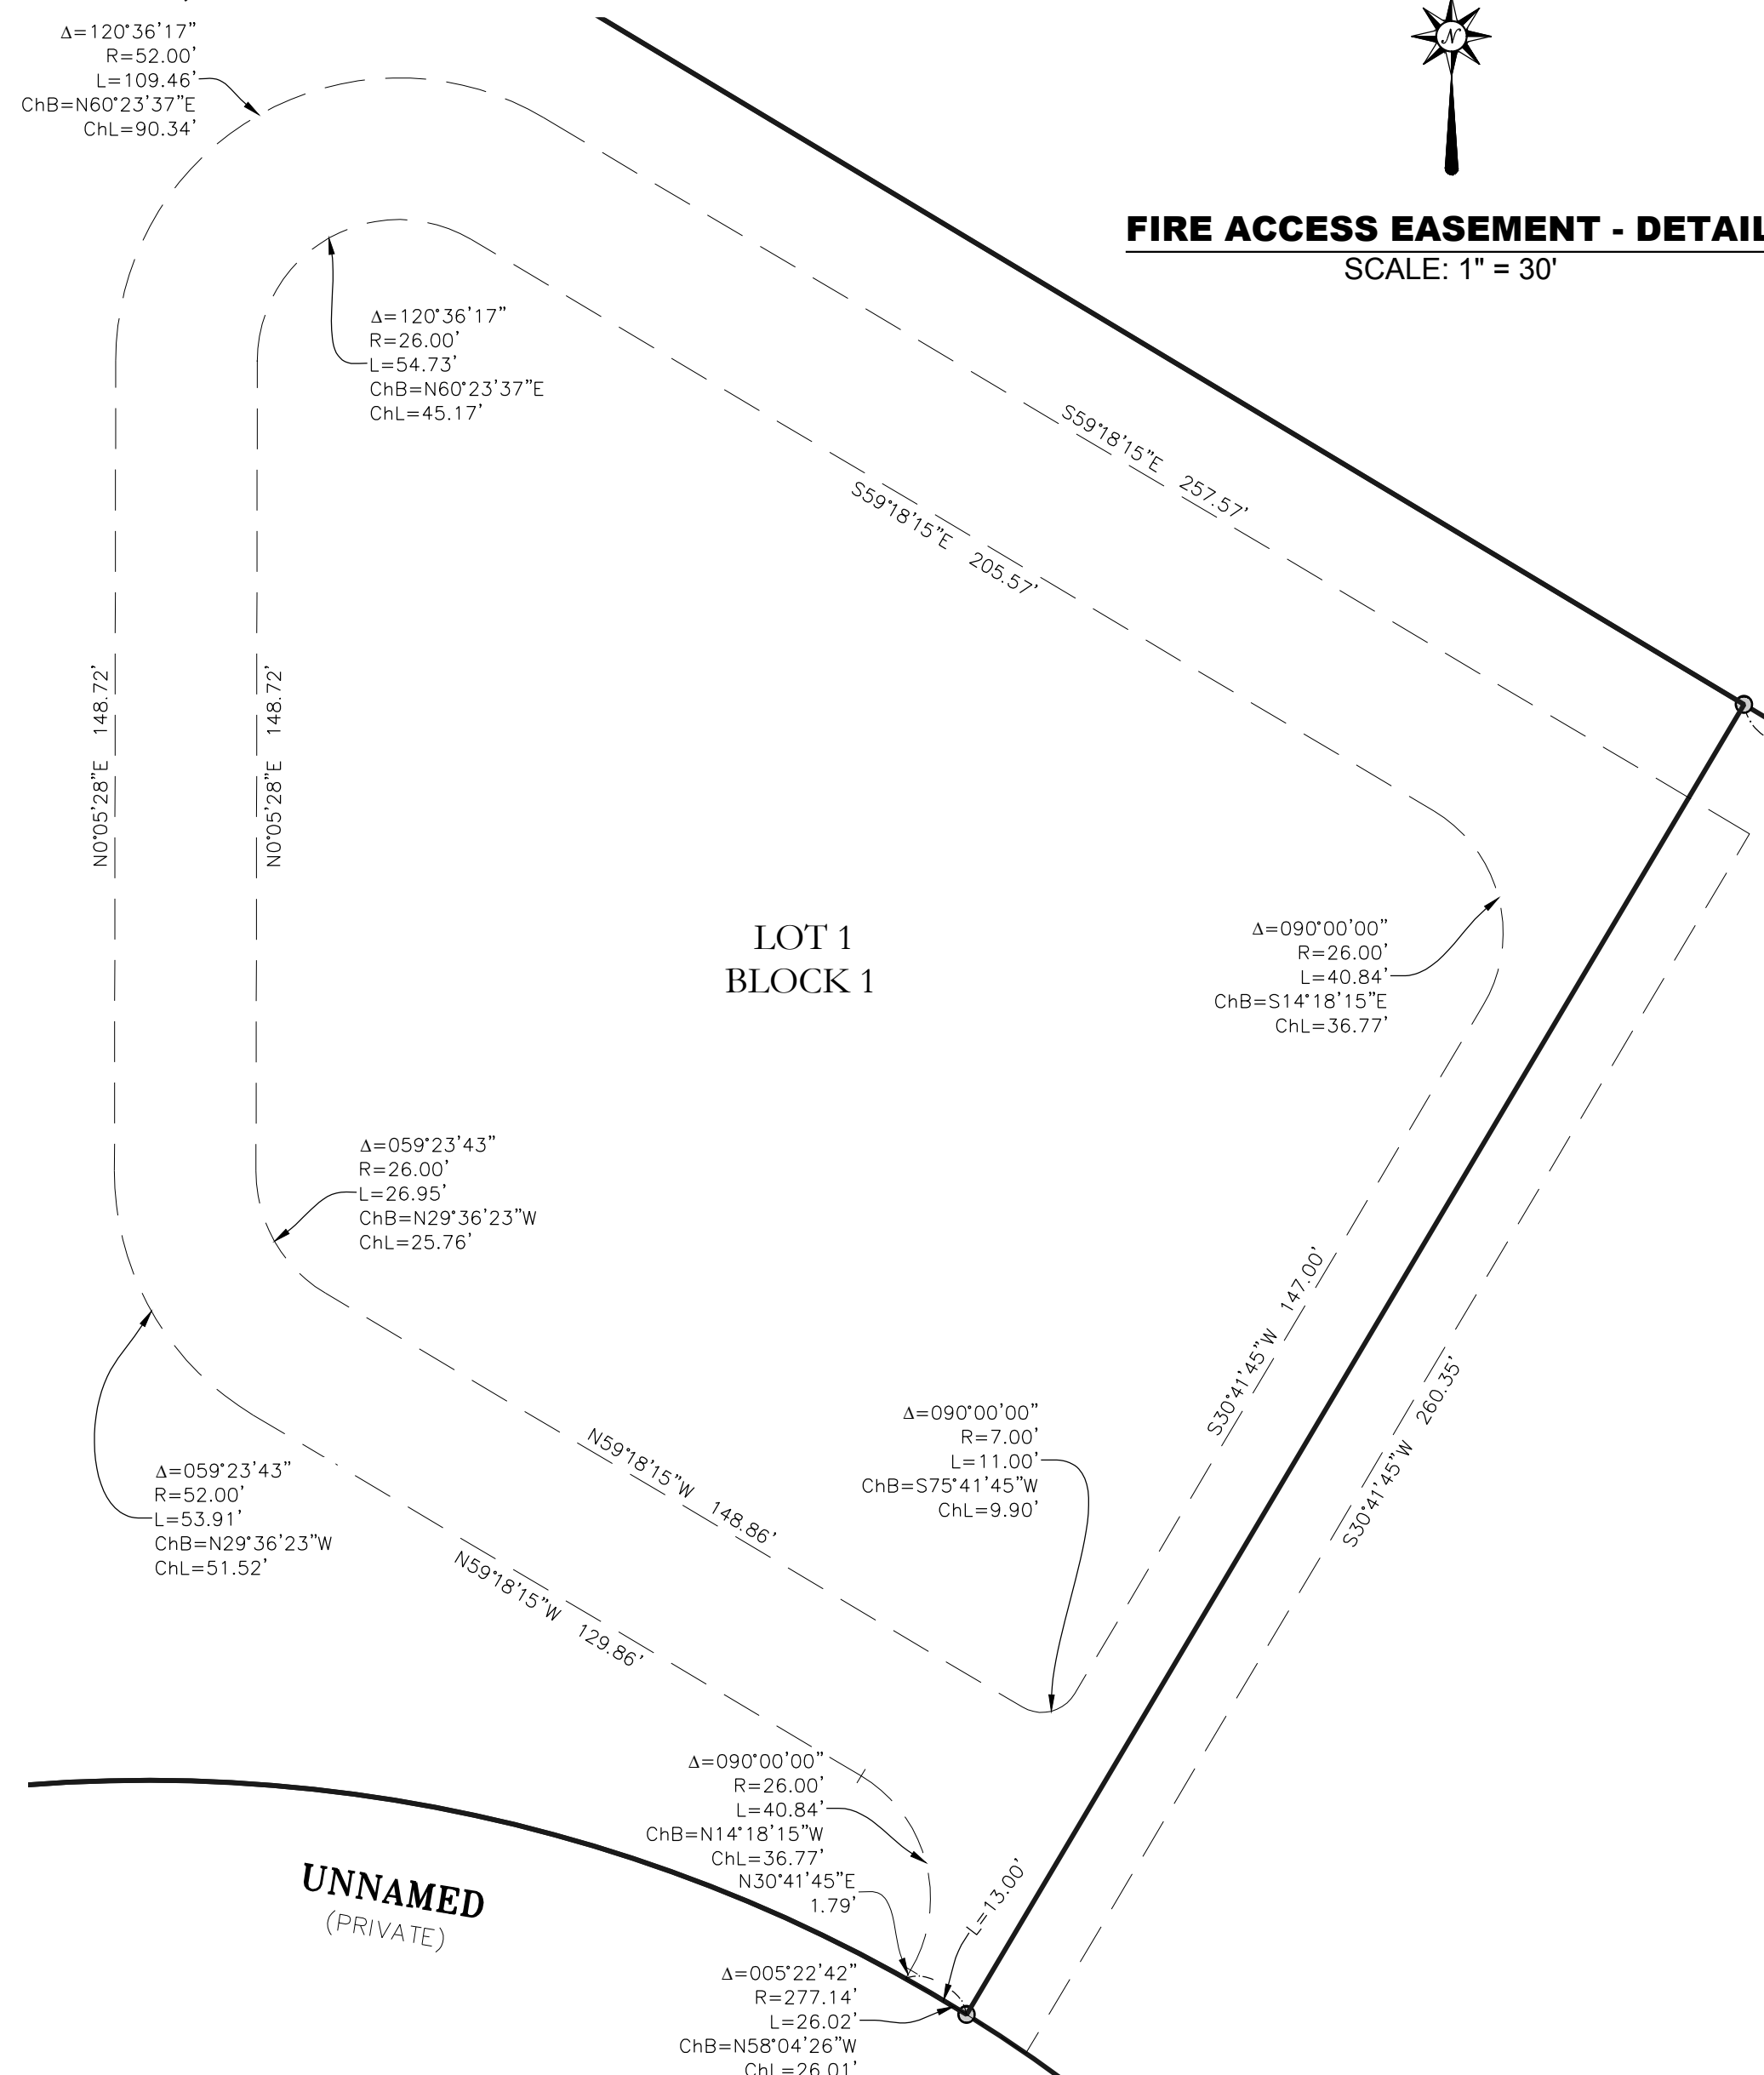 Δ=120°36'17"
R=52.00'
L=109.46'
ChB=N60°23'37"E
ChL=90.34'
N
FIRE ACCESS EASEMENT - DETAIL
SCALE: 1" = 30'
Δ=120°36'17"
R=26.00'
L=54.73'
ChB=N60°23'37"E
ChL=45.17'
S59°18'15"E 257.57'
S59°18'15"E 205.57'
N0°05'28"E 148.72'
N0°05'28"E 148.72'
LOT 1
BLOCK 1
Δ=090°00'00"
R=26.00'
L=40.84'
ChB=S14°18'15"E
ChL=36.77'
Δ=059°23'43"
R=26.00'
L=26.95'
ChB=N29°36'23"W
ChL=25.76'
S30°41'45"W 147.00'
S30°41'45"W 260.35'
Δ=090°00'00"
R=7.00'
L=11.00'
ChB=S75°41'45"W
ChL=9.90'
N59°18'15"W 148.86'
Δ=059°23'43"
R=52.00'
L=53.91'
ChB=N29°36'23"W
ChL=51.52'
N59°18'15"W 129.86'
Δ=090°00'00"
R=26.00'
L=40.84'
ChB=N14°18'15"W
ChL=36.77'
N30°41'45"E
1.79'
L=13.00'
UNNAMED
(PRIVATE)
Δ=005°22'42"
R=277.14'
L=26.02'
ChB=N58°04'26"W
ChL=26.01'